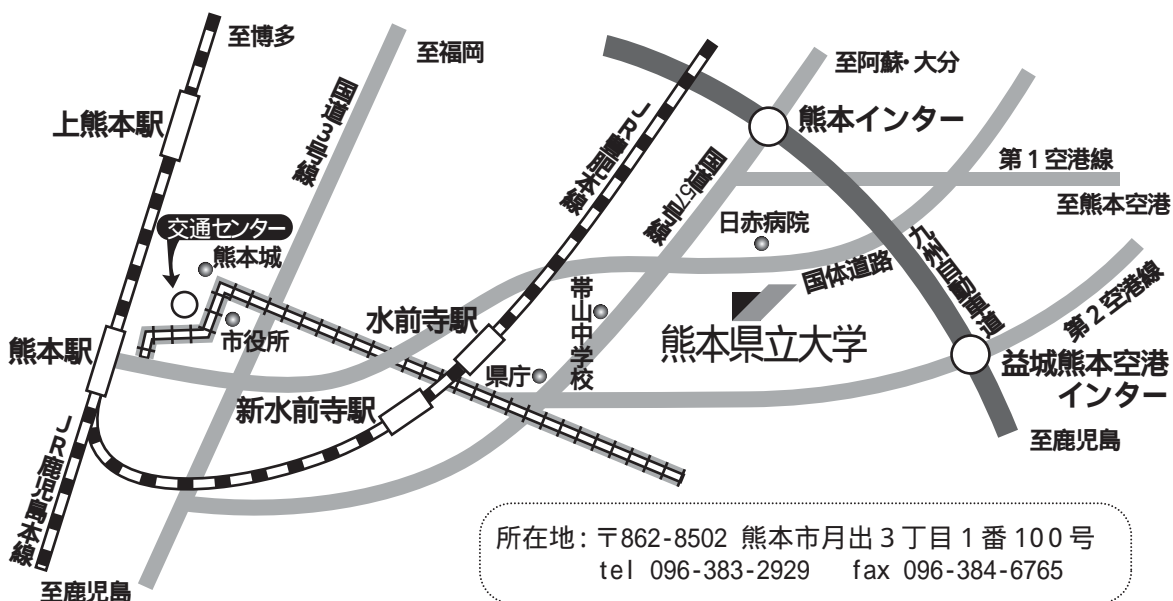 至博多
至福岡
至阿蘇・大分
上熊本駅
国道3号線
JR豊肥本線
国道57号線
熊本インター
第1空港線
至熊本空港
交通センター
熊本城
日赤病院
国体道路
九州自動車道
第2空港線
熊本駅
市役所
水前寺駅
帯山中学校
熊本県立大学
県庁
新水前寺駅
益城熊本空港
インター
至鹿児島
JR鹿児島本線
至鹿児島
所在地：〒862-8502 熊本市月出3丁目1番100号
tel 096-383-2929 fax 096-384-6765